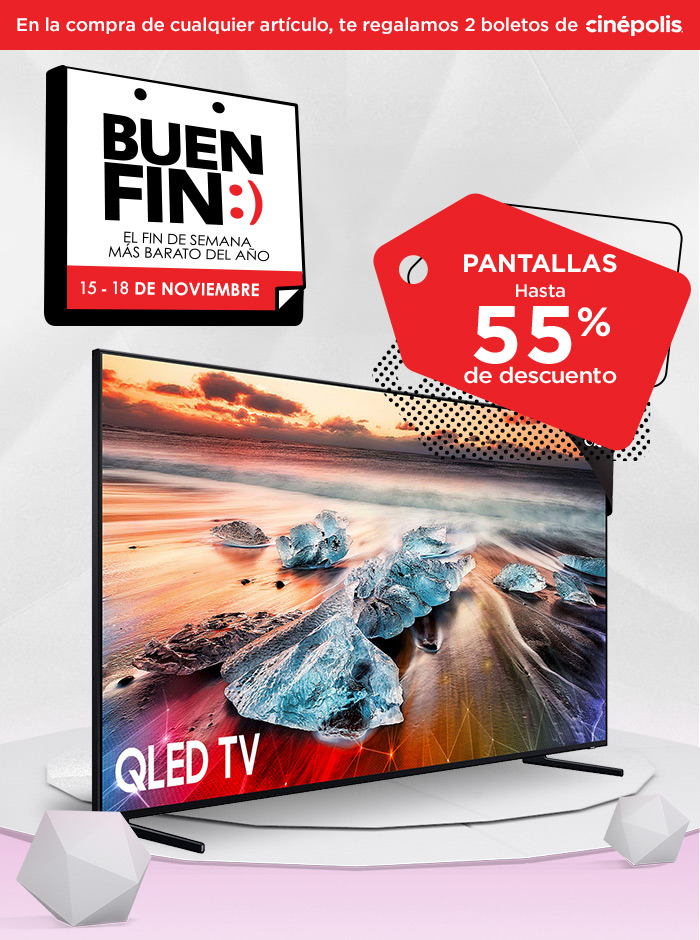 En la compra de cualquier artículo, te regalamos 2 boletos de cinépolis.
BUEN
FIN:)
EL FIN DE SEMANA
MÁS BARATO DEL AÑO
15 - 18 DE NOVIEMBRE
PANTALLAS
Hasta
55%
de descuento
QLED TV